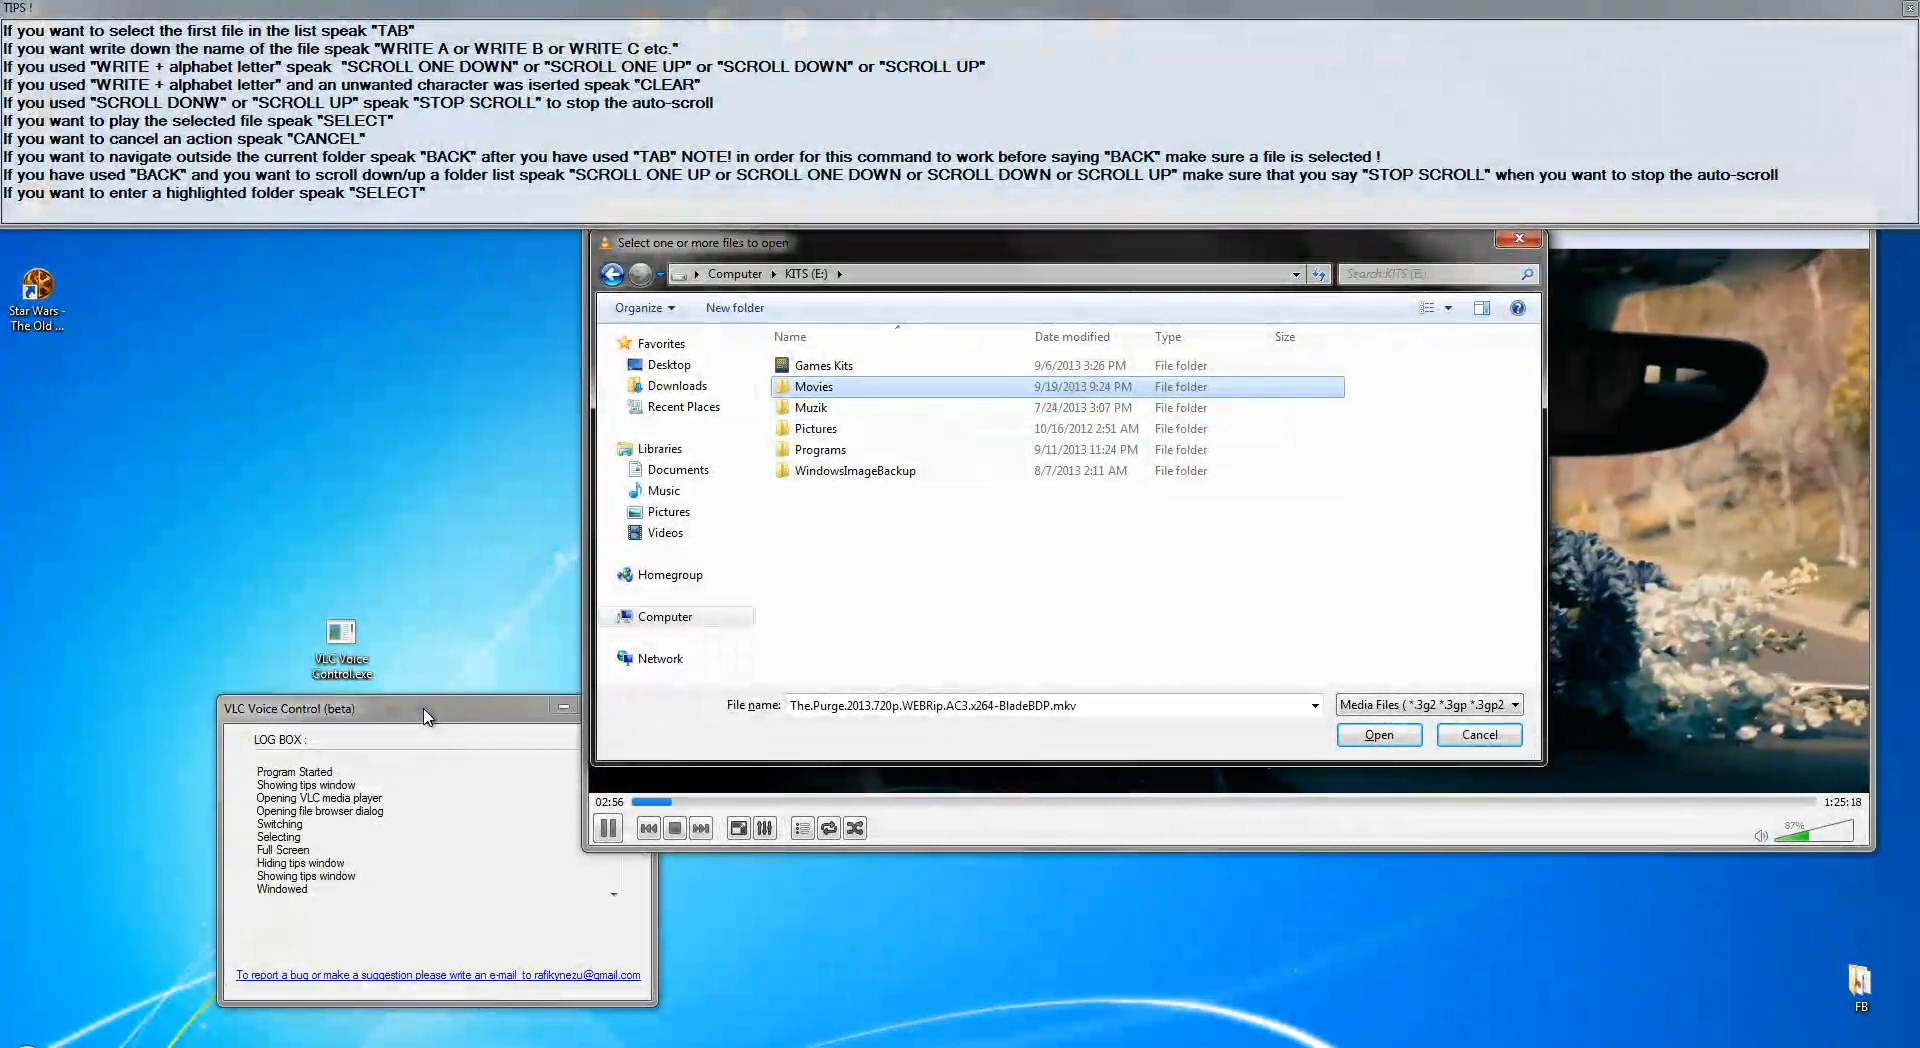 TIPS !
If you want to select the first file in the list speak "TAB"
If you want write down the name of the file speak "WRITE A or WRITE B or WRITE C etc."
If you used "WRITE + alphabet letter" speak  "SCROLL ONE DOWN" or "SCROLL ONE UP" or "SCROLL DOWN" or "SCROLL UP"
If you used "WRITE + alphabet letter" and an unwanted character was iserted speak "CLEAR"
If you used "SCROLL DONW" or "SCROLL UP" speak "STOP SCROLL" to stop the auto-scroll
If you want to play the selected file speak "SELECT"
If you want to cancel an action speak "CANCEL"
If you want to navigate outside the current folder speak "BACK" after you have used "TAB" NOTE! in order for this command to work before saying "BACK" make sure a file is selected !
If you have used "BACK" and you want to scroll down/up a folder list speak "SCROLL ONE UP or SCROLL ONE DOWN or SCROLL DOWN or SCROLL UP" make sure that you say "STOP SCROLL" when you want to stop the auto-scroll
If you want to enter a highlighted folder speak "SELECT"
Select one or more files to open
Computer KITS (E:)
Search KITS (E:)
Organize New folder
Name Date modified Type Size
Games Kits 9/6/2013 3:26 PM File folder
Movies 9/19/2013 9:24 PM File folder
Muzik 7/24/2013 3:07 PM File folder
Pictures 10/16/2012 2:51 AM File folder
Programs 9/11/2013 11:24 PM File folder
WindowsImageBackup 8/7/2013 2:11 AM File folder
Favorites
Desktop
Downloads
Recent Places
Libraries
Documents
Music
Pictures
Videos
Homegroup
Computer
Network
File name: The.Purge.2013.720p.WEBRip.AC3.x264-BladeBDP.mkv
Media Files ( *.3g2 *.3gp *.3gp2
Open Cancel
02:56 1:25:18
87%
Star Wars -
The Old ...
VLC Voice
Control.exe
VLC Voice Control (beta)
LOG BOX :
Program Started
Showing tips window
Opening VLC media player
Opening file browser dialog
Switching
Selecting
Full Screen
Hiding tips window
Showing tips window
Windowed
To report a bug or make a suggestion please write an e-mail  to rafikynezu@gmail.com
FB